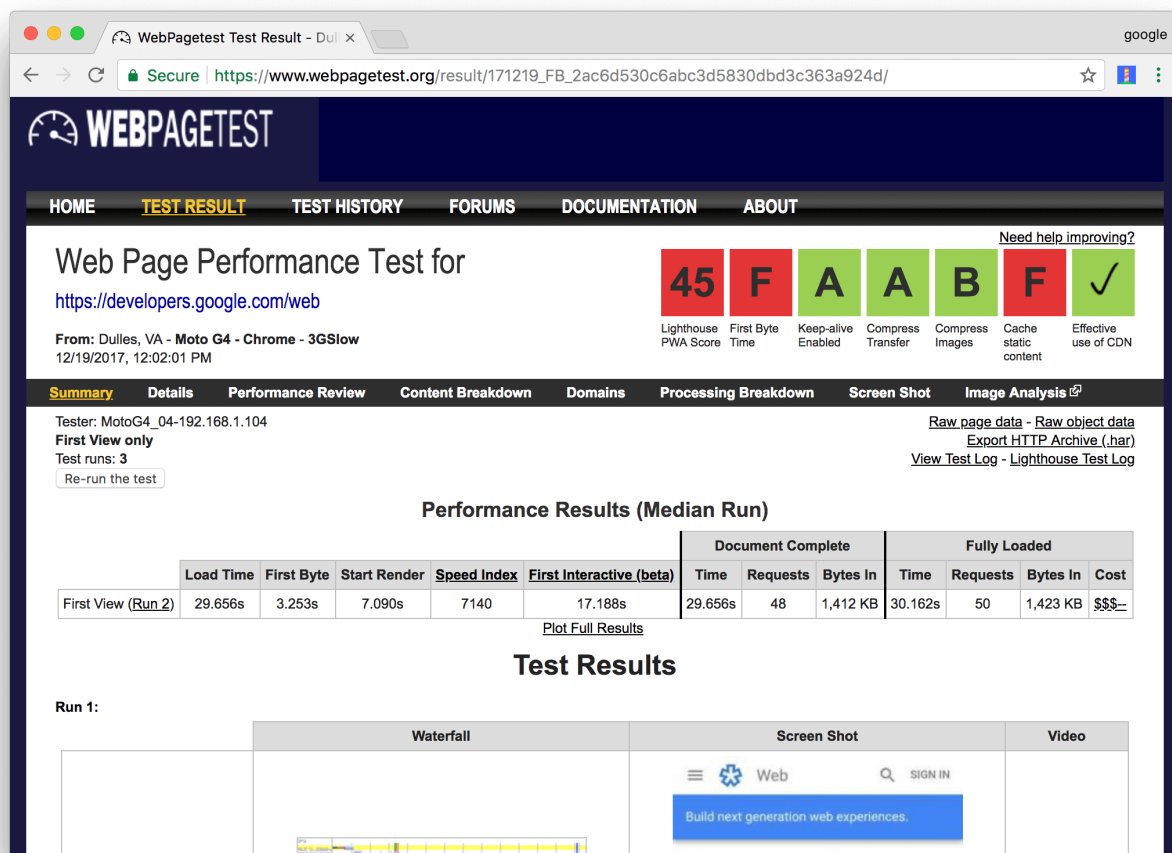 WebPagetest Test Result - Dul
google
Secure https://www.webpagetest.org/result/171219_FB_2ac6d530c6abc3d5830dbd3c363a924d/
WEBPAGETEST
HOME TEST RESULT TEST HISTORY FORUMS DOCUMENTATION ABOUT
Need help improving?
Web Page Performance Test for
https://developers.google.com/web
From: Dulles, VA - Moto G4 - Chrome - 3GSlow
12/19/2017, 12:02:01 PM
45 F A A B F
Lighthouse First Byte Keep-alive Compress Compress Cache Effective
PWA Score Time Enabled Transfer Images static use of CDN
content
Summary Details Performance Review Content Breakdown Domains Processing Breakdown Screen Shot Image Analysis
Tester: MotoG4_04-192.168.1.104
First View only
Test runs: 3
Re-run the test
Raw page data - Raw object data
Export HTTP Archive (.har)
View Test Log - Lighthouse Test Log
Performance Results (Median Run)
Document Complete Fully Loaded
Load Time First Byte Start Render Speed Index First Interactive (beta) Time Requests Bytes In Time Requests Bytes In Cost
First View (Run 2) 29.656s 3.253s 7.090s 7140 17.188s 29.656s 48 1,412 KB 30.162s 50 1,423 KB $$$--
Plot Full Results
Test Results
Run 1:
Waterfall Screen Shot Video
Web SIGN IN
Build next generation web experiences.